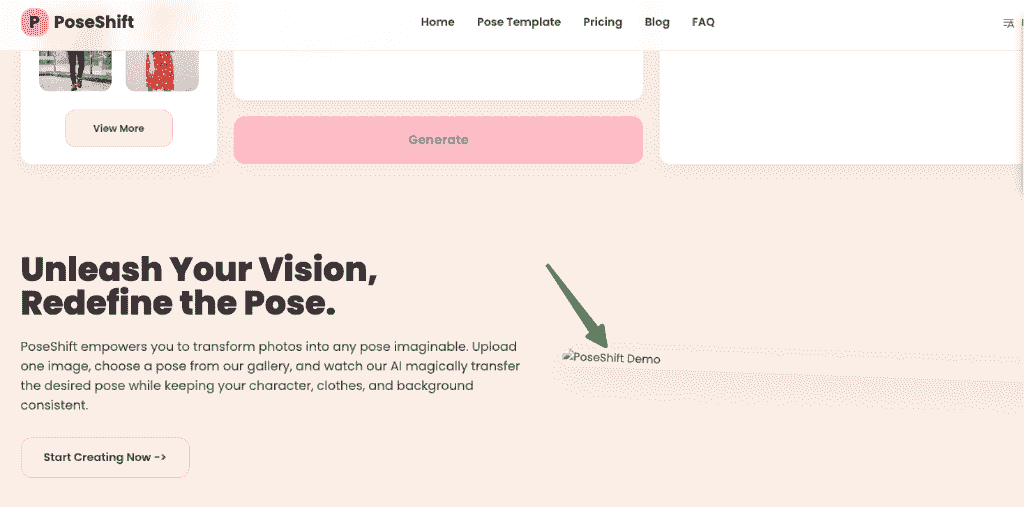 P PoseShift
Home Pose Template Pricing Blog FAQ
View More
Generate
Unleash Your Vision,
Redefine the Pose.
PoseShift empowers you to transform photos into any pose imaginable. Upload
one image, choose a pose from our gallery, and watch our AI magically transfer
the desired pose while keeping your character, clothes, and background
consistent.
PoseShift Demo
Start Creating Now ->